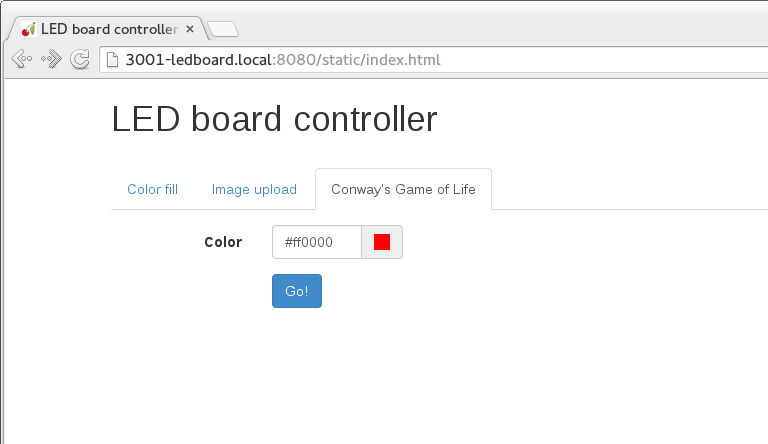 LED board controller
3001-ledboard.local:8080/static/index.html
LED board controller
Color fill
Image upload
Conway's Game of Life
Color
#ff0000
Go!